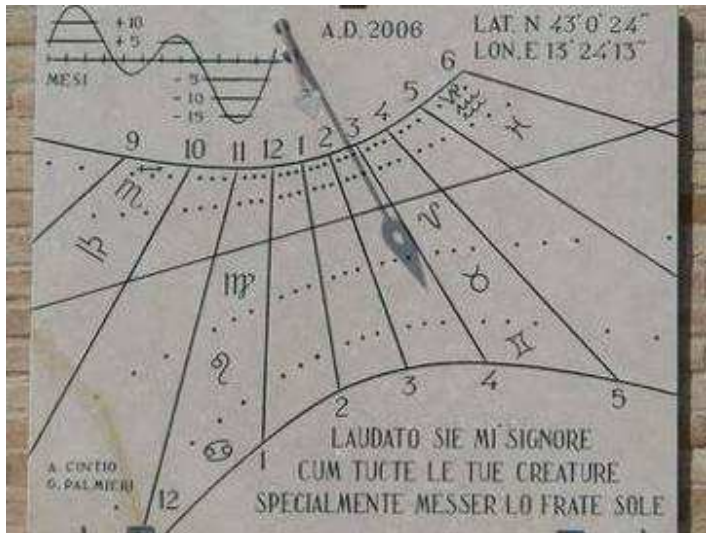 +10
+5
MESI
-5
-10
-15
A.D. 2006
LAT. N 43°0'24"
LON. E 13°24'13"
9 10 11 12 1 2 3 4 5 6
♏ ♑ ♒ ♓
♎ ♈
♍ ♉
♌ ♊
♋
12 1 2 3 4 5
A. CINTIO
G. PALMIERI
LAUDATO SIE MI' SIGNORE
CUM TUCTE LE TUE CREATURE
SPECIALMENTE MESSER LO FRATE SOLE